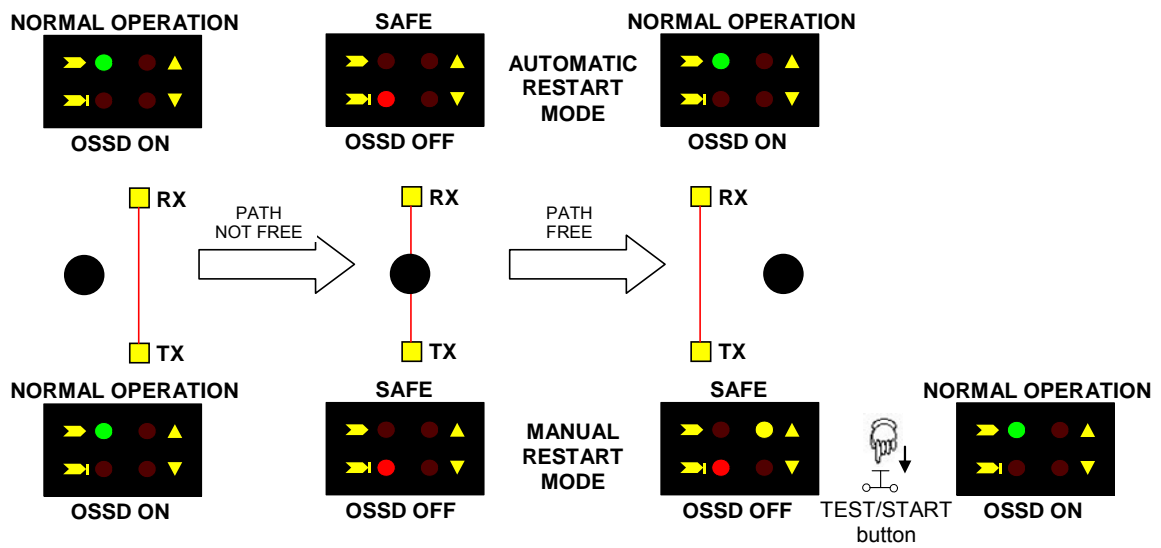 NORMAL OPERATION
SAFE
NORMAL OPERATION
AUTOMATIC
RESTART
MODE
OSSD ON
OSSD OFF
OSSD ON
RX
RX
RX
PATH
NOT FREE
PATH
FREE
TX
TX
TX
NORMAL OPERATION
SAFE
SAFE
NORMAL OPERATION
MANUAL
RESTART
MODE
OSSD ON
OSSD OFF
OSSD OFF
TEST/START
button
OSSD ON